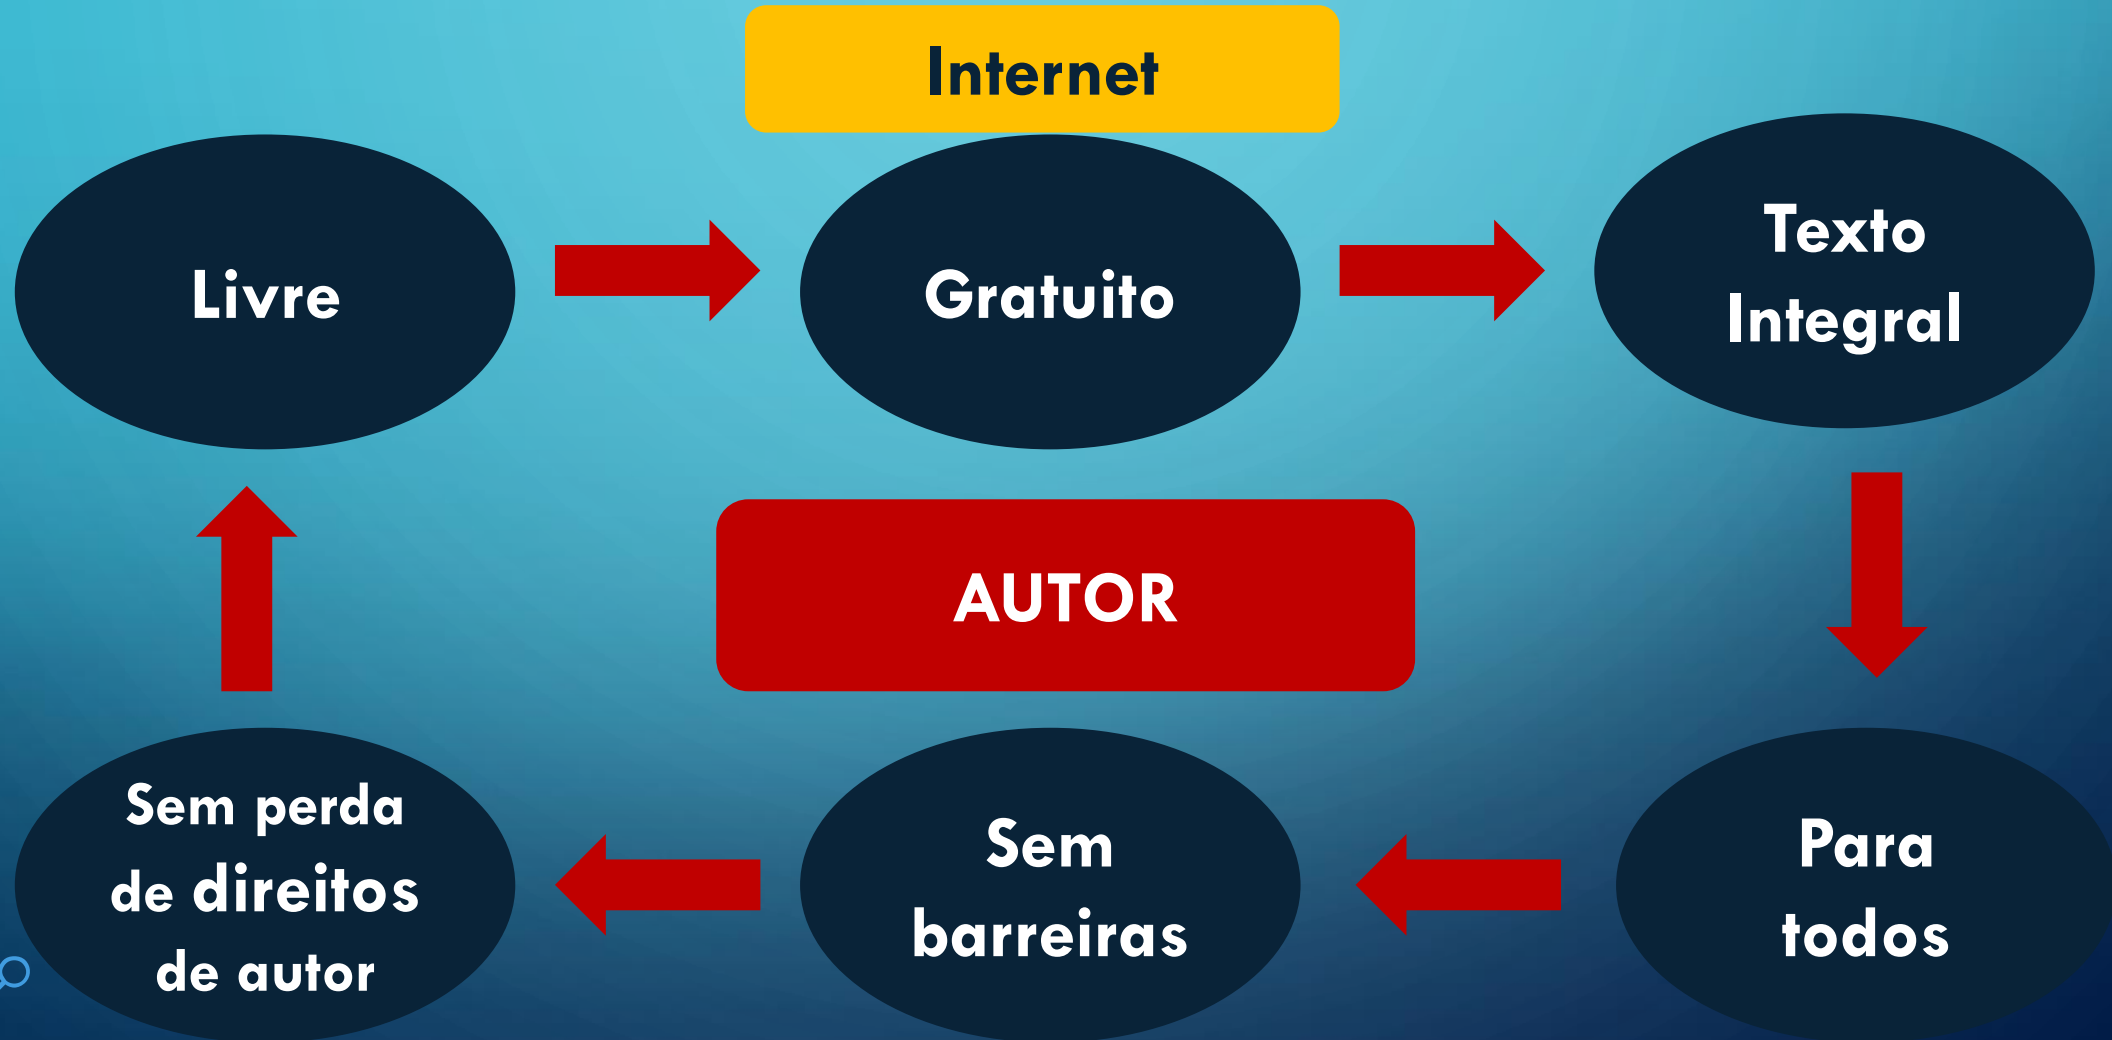 Internet
Livre
Gratuito
Texto
Integral
AUTOR
Sem perda
de direitos
de autor
Sem
barreiras
Para
todos